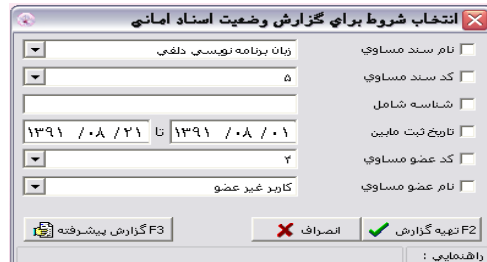 انتخاب شروط براي گزارش وضعيت اسناد اماني
نام سند مساوي زبان برنامه نويسي دلفي
کد سند مساوي ۵
شناسه شامل
تاريخ ثبت مابين ۱۳۹۱ /۰۸/ ۰۱ تا ۱۳۹۱ /۰۸/ ۲۱
کد عضو مساوي ۴
نام عضو مساوي کاربر غير عضو
F2 تهيه گزارش انصراف F3 گزارش پيشرفته
راهنمايي :